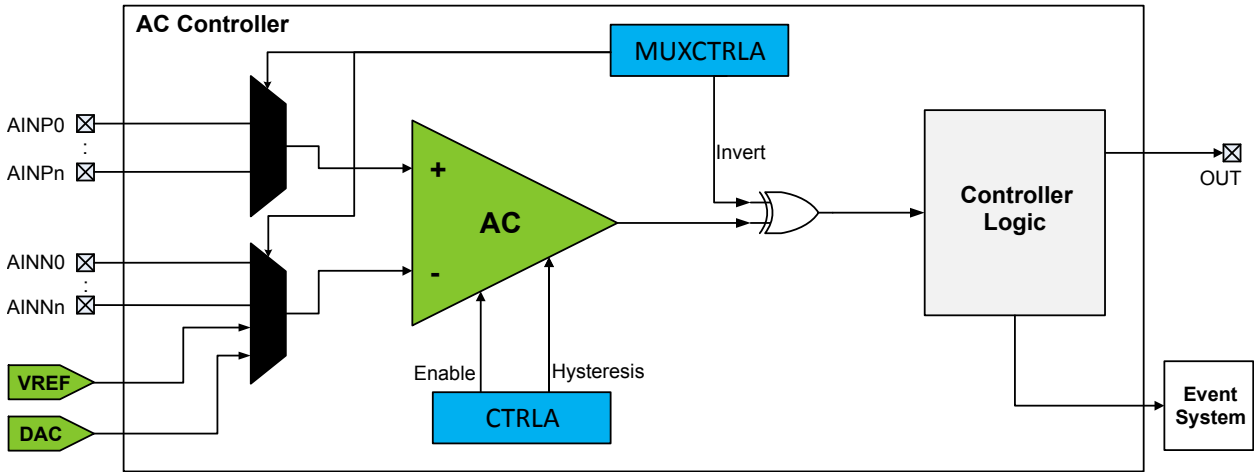 AC Controller
MUXCTRLA
AINP0
:
AINPn
Invert
+
AC
-
Controller
Logic
OUT
AINN0
:
AINNn
VREF
DAC
Enable
Hysteresis
CTRLA
Event
System